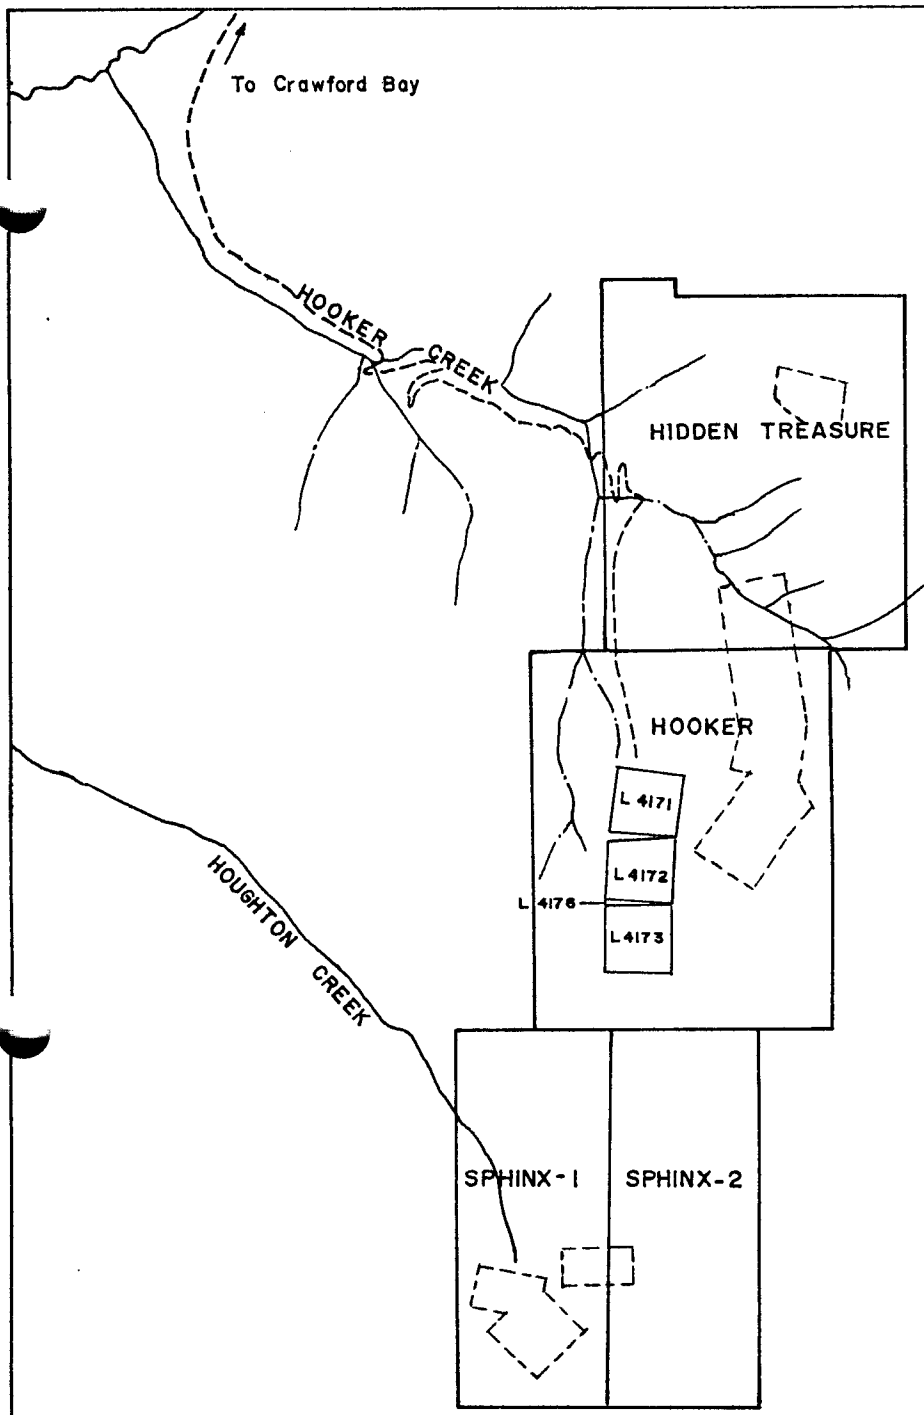 To Crawford Bay
HOOKER CREEK
HIDDEN TREASURE
HOOKER
L 4171
L 4172
L 4176
L 4173
HOUGHTON CREEK
SPHINX-1
SPHINX-2